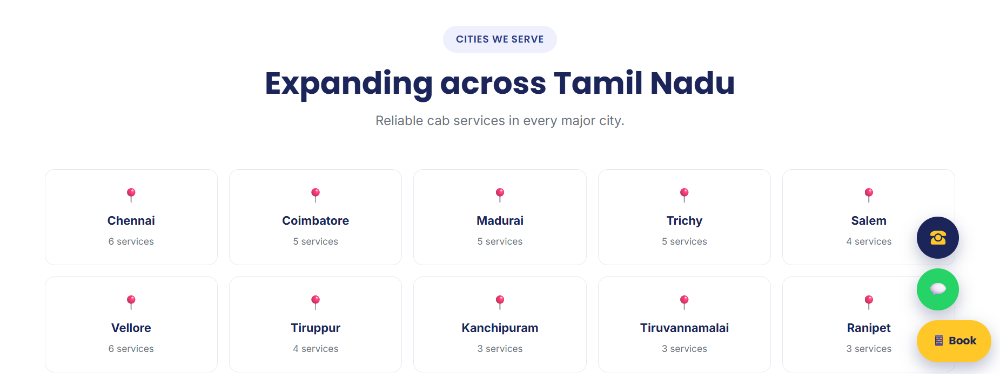 CITIES WE SERVE
Expanding across Tamil Nadu
Reliable cab services in every major city.
Chennai
6 services
Coimbatore
5 services
Madurai
5 services
Trichy
5 services
Salem
4 services
Vellore
6 services
Tiruppur
4 services
Kanchipuram
3 services
Tiruvannamalai
3 services
Ranipet
3 services
Book